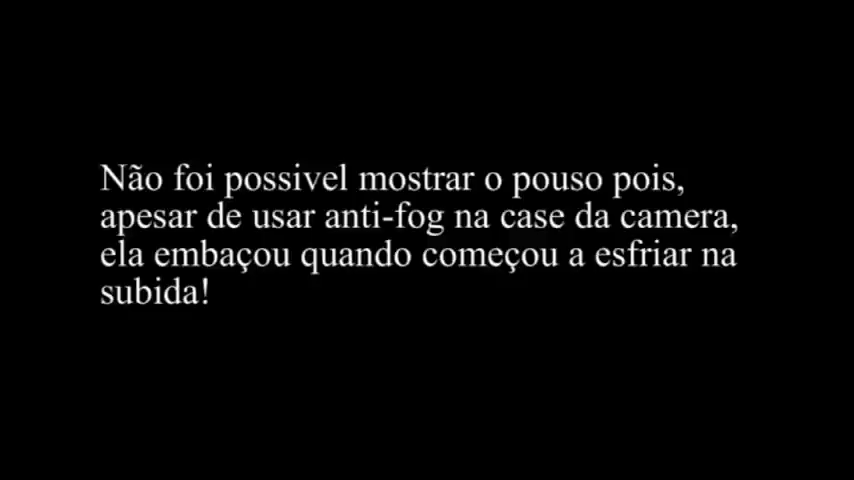 Não foi possivel mostrar o pouso pois,
apesar de usar anti-fog na case da camera,
ela embaçou quando começou a esfriar na
subida!